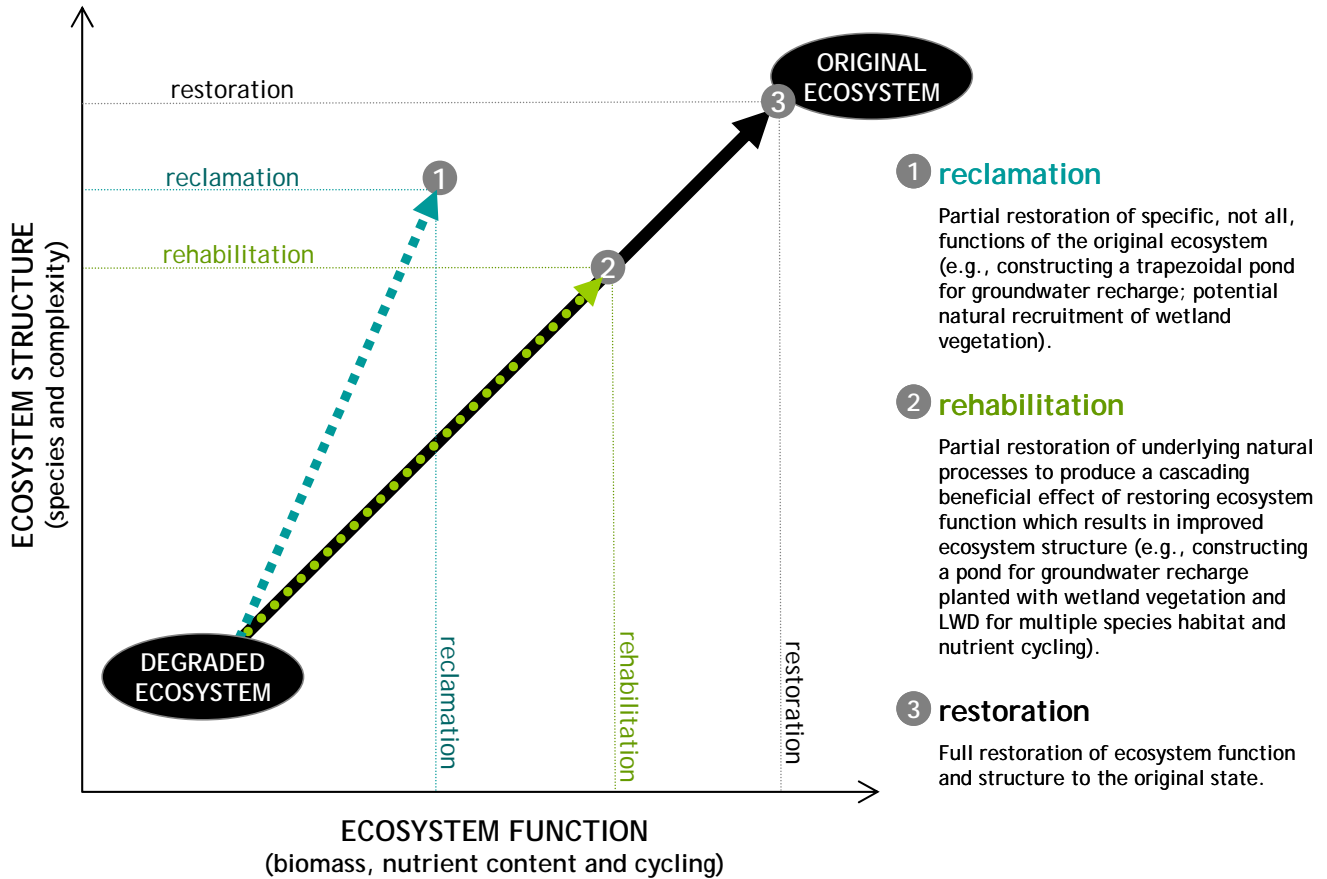 ORIGINAL
ECOSYSTEM
restoration
3
reclamation
1
rehabilitation
2
ECOSYSTEM STRUCTURE
(species and complexity)
DEGRADED
ECOSYSTEM
reclamation
rehabilitation
restoration
ECOSYSTEM FUNCTION
(biomass, nutrient content and cycling)
1 reclamation
Partial restoration of specific, not all,
functions of the original ecosystem
(e.g., constructing a trapezoidal pond
for groundwater recharge; potential
natural recruitment of wetland
vegetation).
2 rehabilitation
Partial restoration of underlying natural
processes to produce a cascading
beneficial effect of restoring ecosystem
function which results in improved
ecosystem structure (e.g., constructing
a pond for groundwater recharge
planted with wetland vegetation and
LWD for multiple species habitat and
nutrient cycling).
3 restoration
Full restoration of ecosystem function
and structure to the original state.